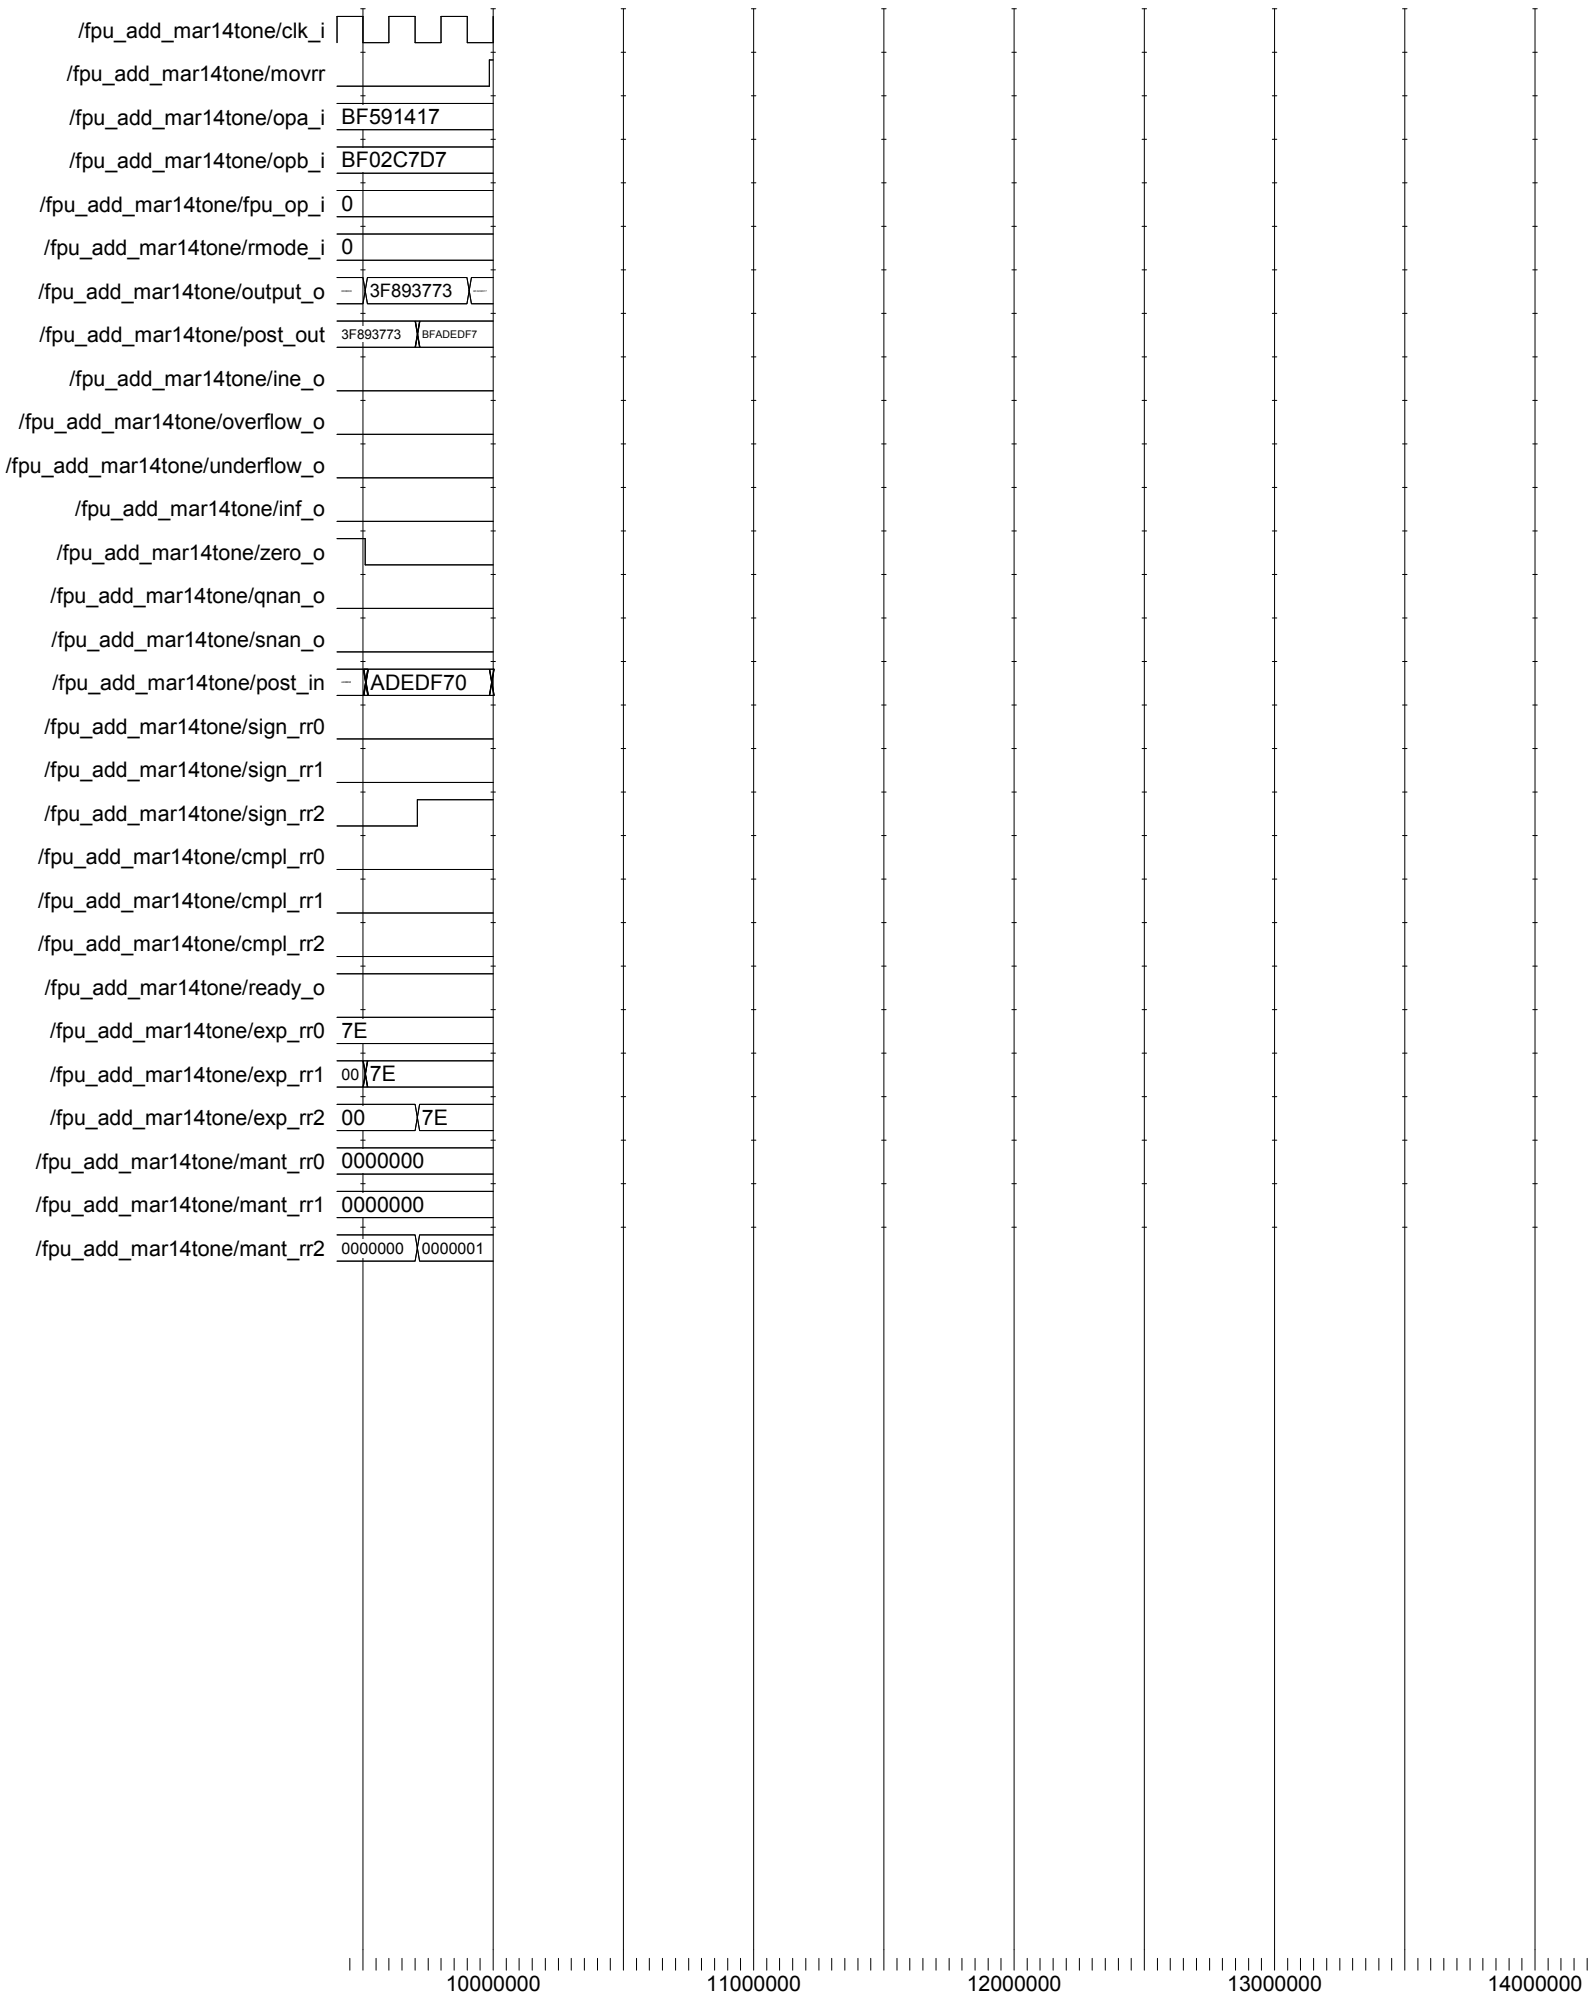 /fpu_add_mar14tone/clk_i
/fpu_add_mar14tone/movrr
/fpu_add_mar14tone/opa_i BF591417
/fpu_add_mar14tone/opb_i BF02C7D7
/fpu_add_mar14tone/fpu_op_i 0
/fpu_add_mar14tone/rmode_i 0
/fpu_add_mar14tone/output_o 3F893773
/fpu_add_mar14tone/post_out 3F893773 BFADEDF7
/fpu_add_mar14tone/ine_o
/fpu_add_mar14tone/overflow_o
/fpu_add_mar14tone/underflow_o
/fpu_add_mar14tone/inf_o
/fpu_add_mar14tone/zero_o
/fpu_add_mar14tone/qnan_o
/fpu_add_mar14tone/snan_o
/fpu_add_mar14tone/post_in ADEDF70
/fpu_add_mar14tone/sign_rr0
/fpu_add_mar14tone/sign_rr1
/fpu_add_mar14tone/sign_rr2
/fpu_add_mar14tone/cmpl_rr0
/fpu_add_mar14tone/cmpl_rr1
/fpu_add_mar14tone/cmpl_rr2
/fpu_add_mar14tone/ready_o
/fpu_add_mar14tone/exp_rr0 7E
/fpu_add_mar14tone/exp_rr1 00 7E
/fpu_add_mar14tone/exp_rr2 00 7E
/fpu_add_mar14tone/mant_rr0 0000000
/fpu_add_mar14tone/mant_rr1 0000000
/fpu_add_mar14tone/mant_rr2 0000000 0000001
10000000 11000000 12000000 13000000 14000000